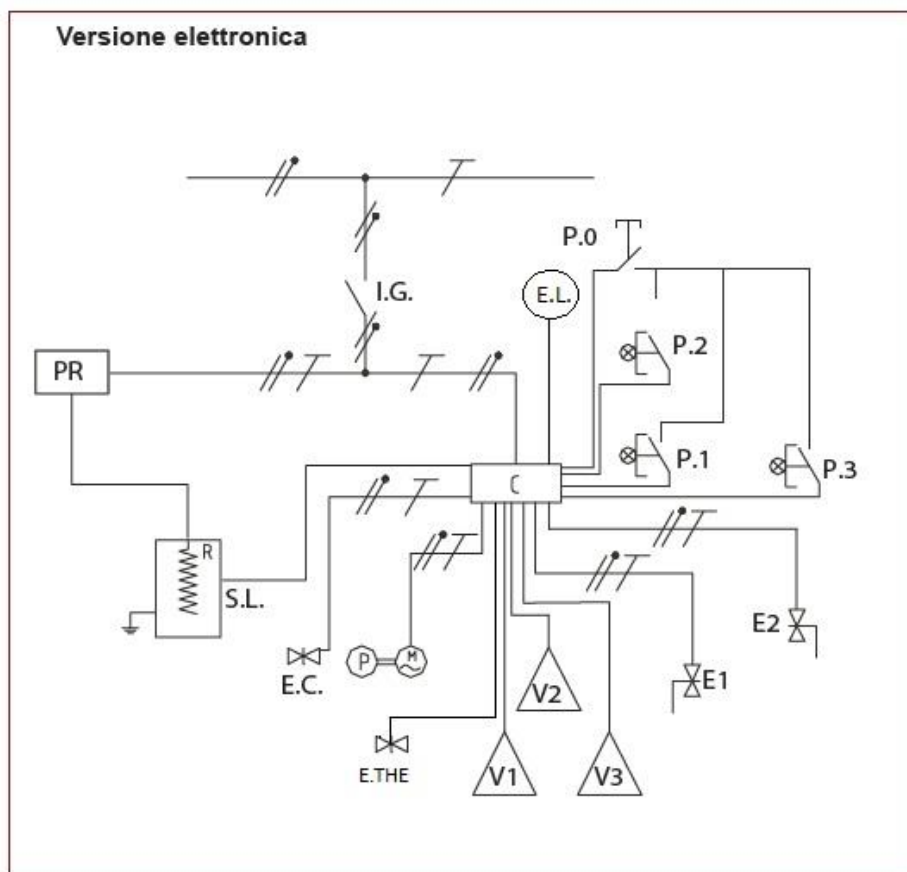 Versione elettronica
P.0
I.G.
E.L.
P.2
PR
P.1
P.3
C
R
S.L.
E2
P
M
E.C.
V2
E1
E.THE
V1
V3